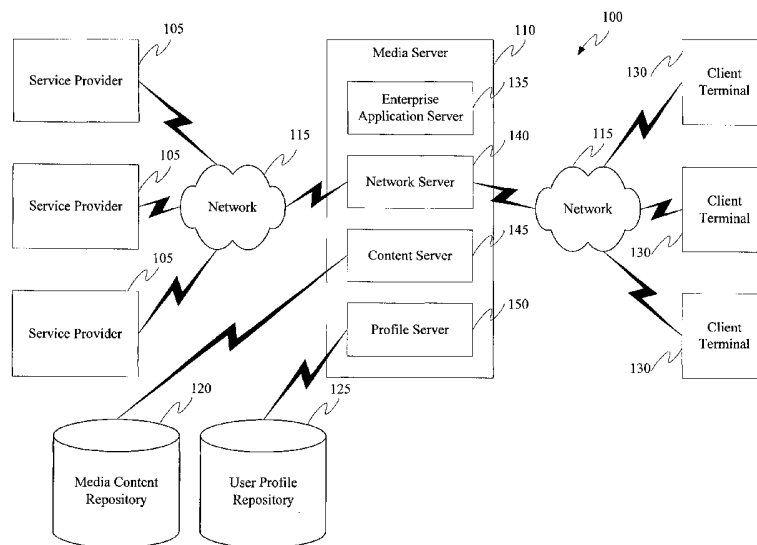 105
Service Provider
110
Media Server
100
130
Client
Terminal
135
Enterprise
Application Server
115
140
115
105
Service Provider
Network
Network Server
Network
Client
Terminal
130
145
105
Content Server
Service Provider
150
Profile Server
Client
Terminal
130
120
125
Media Content
Repository
User Profile
Repository